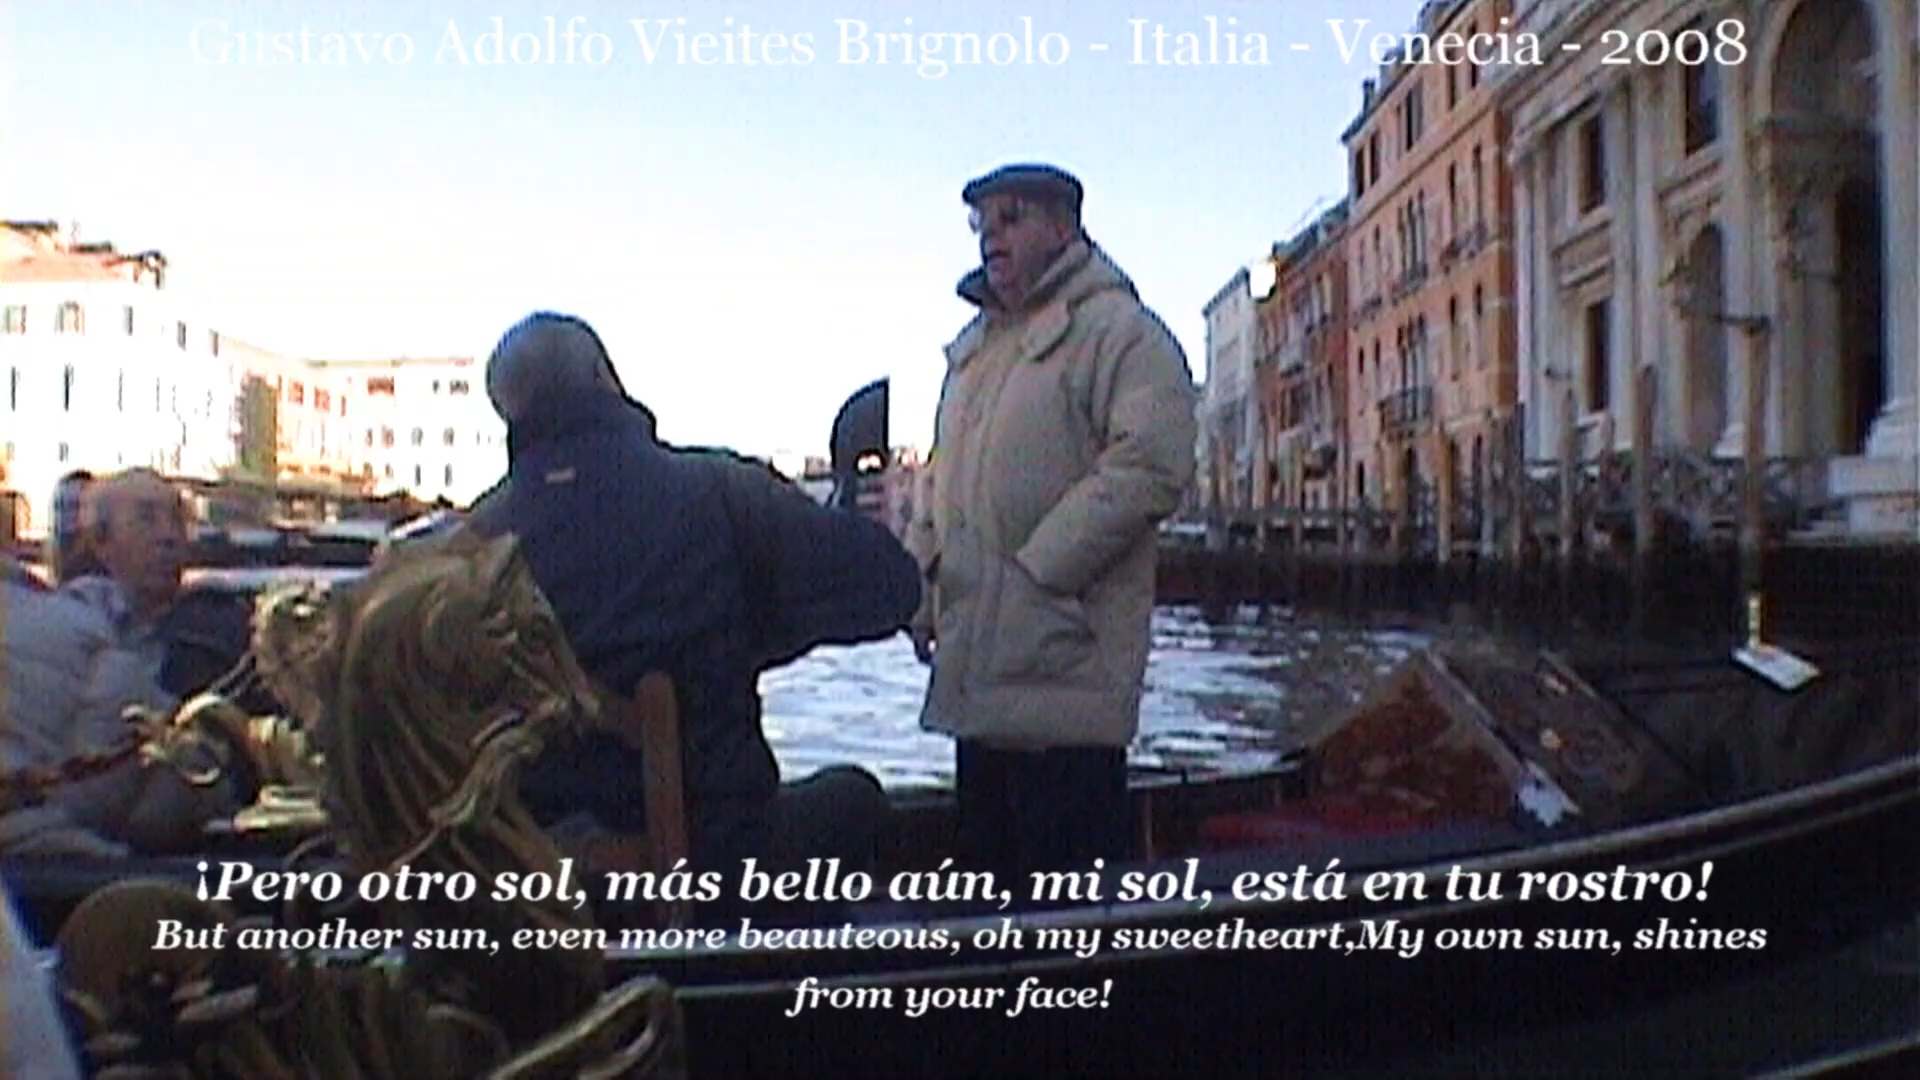 Gustavo Adolfo Vieites Brignolo - Italia - Venecia - 2008
¡Pero otro sol, más bello aún, mi sol, está en tu rostro!
But another sun, even more beauteous, oh my sweetheart,My own sun, shines
from your face!